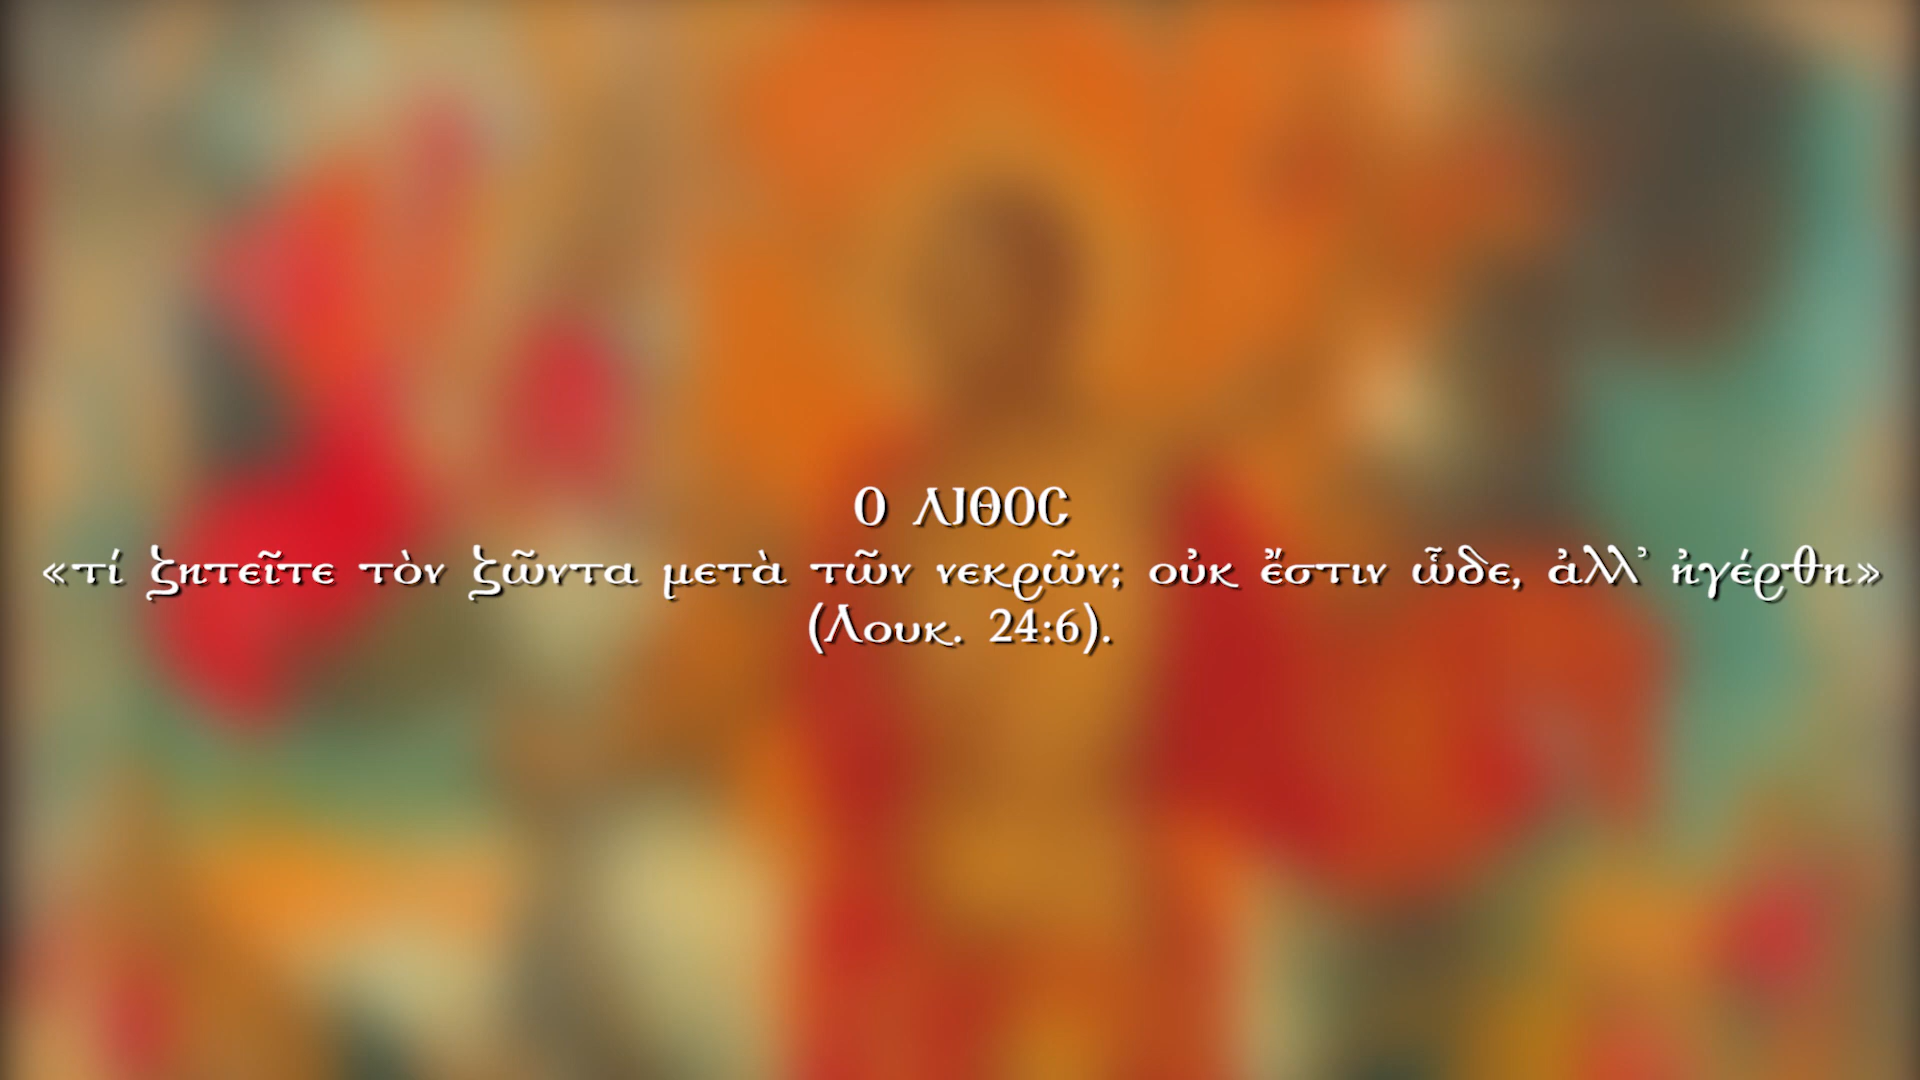 Ο ΛΙΘΟΣ
«τί ζητεῖτε τὸν ζῶντα μετὰ τῶν νεκρῶν; οὐκ ἔστιν ὧδε, ἀλλ᾽ ἠγέρθη»
(Λουκ. 24:6).